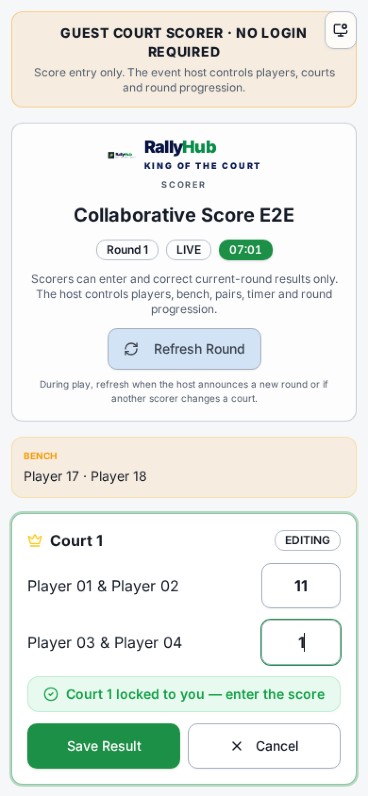 GUEST COURT SCORER · NO LOGIN
REQUIRED
Score entry only. The event host controls players, courts
and round progression.
RallyHub
RallyHub
KING OF THE COURT
SCORER
Collaborative Score E2E
Round 1
LIVE
07:01
Scorers can enter and correct current-round results only.
The host controls players, bench, pairs, timer and round
progression.
Refresh Round
During play, refresh when the host announces a new round or if
another scorer changes a court.
BENCH
Player 17 · Player 18
Court 1
EDITING
Player 01 & Player 02
11
Player 03 & Player 04
1
Court 1 locked to you — enter the score
Save Result
Cancel